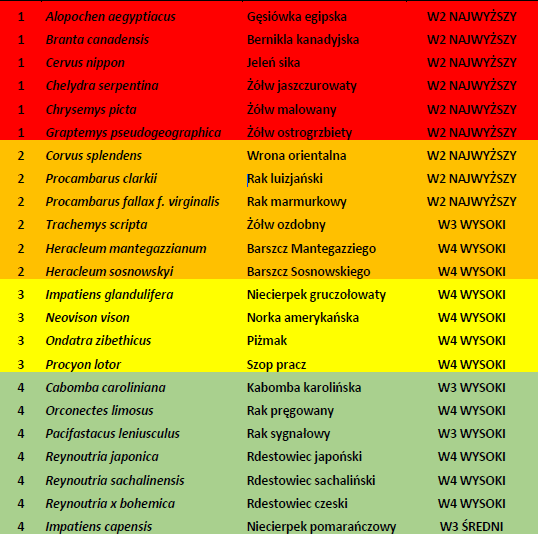 1 Alopochen aegyptiacus Gęsiówka egipska W2 NAJWYŻSZY
1 Branta canadensis Bernikla kanadyjska W2 NAJWYŻSZY
1 Cervus nippon Jeleń sika W2 NAJWYŻSZY
1 Chelydra serpentina Żółw jaszczurowaty W2 NAJWYŻSZY
1 Chrysemys picta Żółw malowany W2 NAJWYŻSZY
1 Graptemys pseudogeographica Żółw ostrogrzbiety W2 NAJWYŻSZY
2 Corvus splendens Wrona orientalna W2 NAJWYŻSZY
2 Procambarus clarkii Rak luizjański W2 NAJWYŻSZY
2 Procambarus fallax f. virginalis Rak marmurkowy W2 NAJWYŻSZY
2 Trachemys scripta Żółw ozdobny W3 WYSOKI
2 Heracleum mantegazzianum Barszcz Mantegazziego W4 WYSOKI
2 Heracleum sosnowskyi Barszcz Sosnowskiego W4 WYSOKI
3 Impatiens glandulifera Niecierpek gruczołowaty W4 WYSOKI
3 Neovison vison Norka amerykańska W4 WYSOKI
3 Ondatra zibethicus Piżmak W4 WYSOKI
3 Procyon lotor Szop pracz W4 WYSOKI
4 Cabomba caroliniana Kabomba karolińska W3 WYSOKI
4 Orconectes limosus Rak pręgowany W4 WYSOKI
4 Pacifastacus leniusculus Rak sygnałowy W3 WYSOKI
4 Reynoutria japonica Rdestowiec japoński W4 WYSOKI
4 Reynoutria sachalinensis Rdestowiec sachaliński W4 WYSOKI
4 Reynoutria x bohemica Rdestowiec czeski W4 WYSOKI
4 Impatiens capensis Niecierpek pomarańczowy W3 ŚREDNI